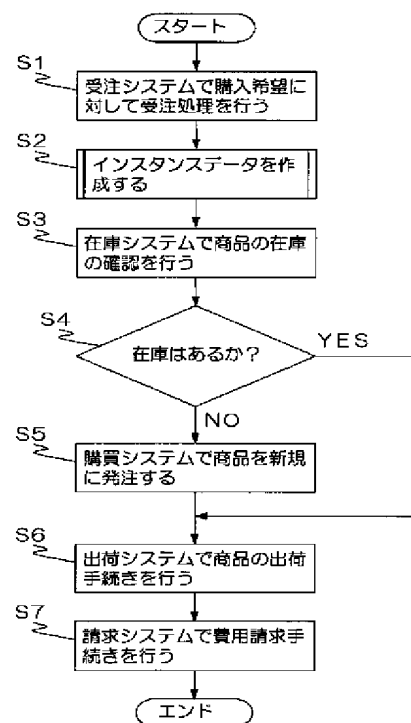 スタート
S1
受注システムで購入希望に
対して受注処理を行う
S2
インスタンスデータを作
成する
S3
在庫システムで商品の在庫
の確認を行う
S4
在庫はあるか？
YES
NO
S5
購買システムで商品を新規
に発注する
S6
出荷システムで商品の出荷
手続きを行う
S7
請求システムで費用請求手
続きを行う
エンド